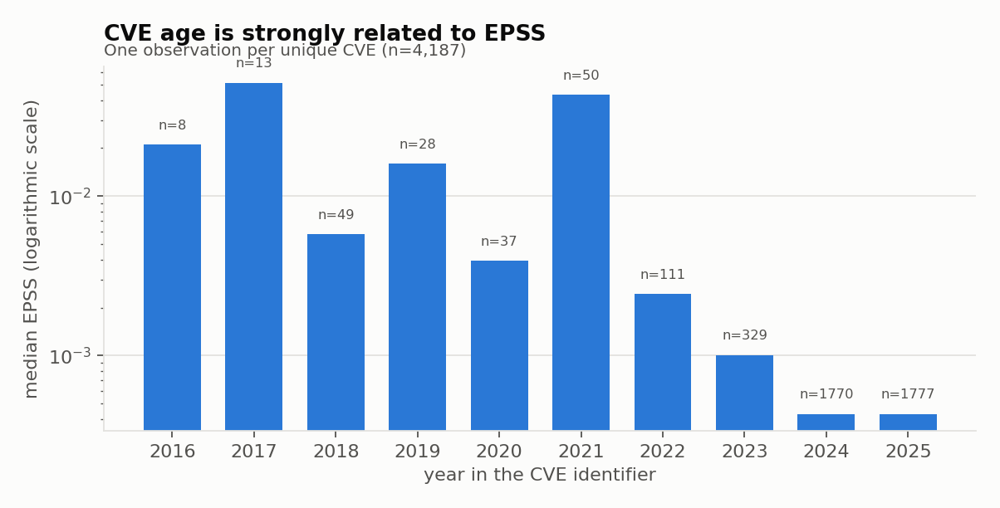 CVE age is strongly related to EPSS
One observation per unique CVE (n=4,187)
median EPSS (logarithmic scale)
10⁻²
10⁻³
n=8
n=13
n=49
n=28
n=37
n=50
n=111
n=329
n=1770
n=1777
2016 2017 2018 2019 2020 2021 2022 2023 2024 2025
year in the CVE identifier